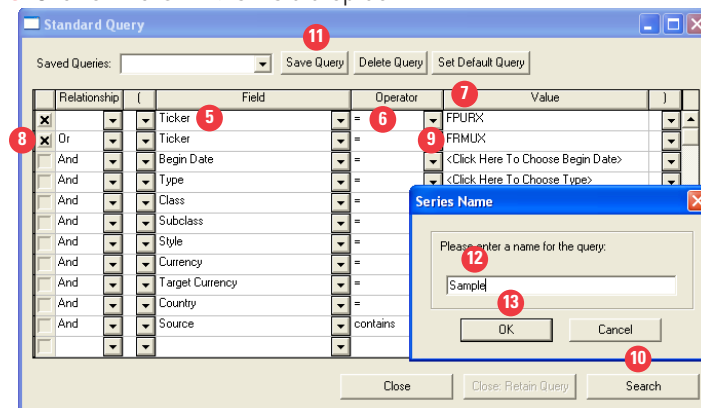 Standard Query
11
Saved Queries: Save Query Delete Query Set Default Query
7
Relationship ( Field Operator Value )
Ticker 5 = 6 FPURX
8 Or Ticker = 9 FRMUX
And Begin Date = <Click Here To Choose Begin Date>
And Type = <Click Here To Choose Type>
And Class =
Series Name
And Subclass =
And Style =
Please enter a name for the query:
And Currency =
12
And Target Currency =
Sample
And Country =
13
And Source contains
OK Cancel
10
Close Close: Retain Query Search